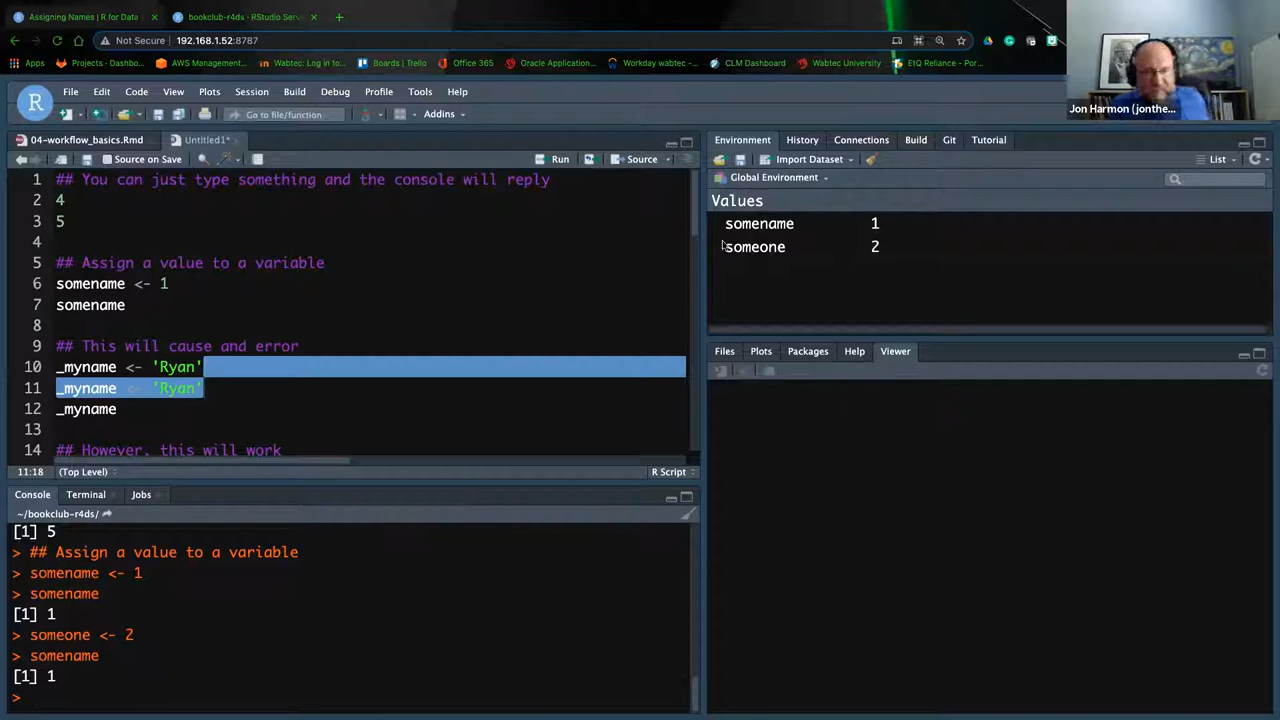 Assigning Names | R for Data
bookclub-r4ds - RStudio Serv
Not Secure 192.168.1.52:8787
Apps Projects - Dashbo... AWS Management... Wabtec: Log in to... Boards | Trello Office 365 Oracle Application... Workday wabtec -... CLM Dashboard Wabtec University EtQ Reliance - Por...
Jon Harmon (jonthe...
R File Edit Code View Plots Session Build Debug Profile Tools Help
Go to file/function Addins
04-workflow_basics.Rmd Untitled1*
Source on Save Run Source
1 ## You can just type something and the console will reply
2 4
3 5
4
5 ## Assign a value to a variable
6 somename <- 1
7 somename
8
9 ## This will cause and error
10 _myname <- 'Ryan'
11 _myname <- 'Ryan'
12 _myname
13
14 ## However, this will work
11:18 (Top Level) R Script
Console Terminal Jobs
~/bookclub-r4ds/
[1] 5
> ## Assign a value to a variable
> somename <- 1
> somename
[1] 1
> someone <- 2
> somename
[1] 1
>
Environment History Connections Build Git Tutorial
Import Dataset List
Global Environment
Values
somename 1
someone 2
Files Plots Packages Help Viewer